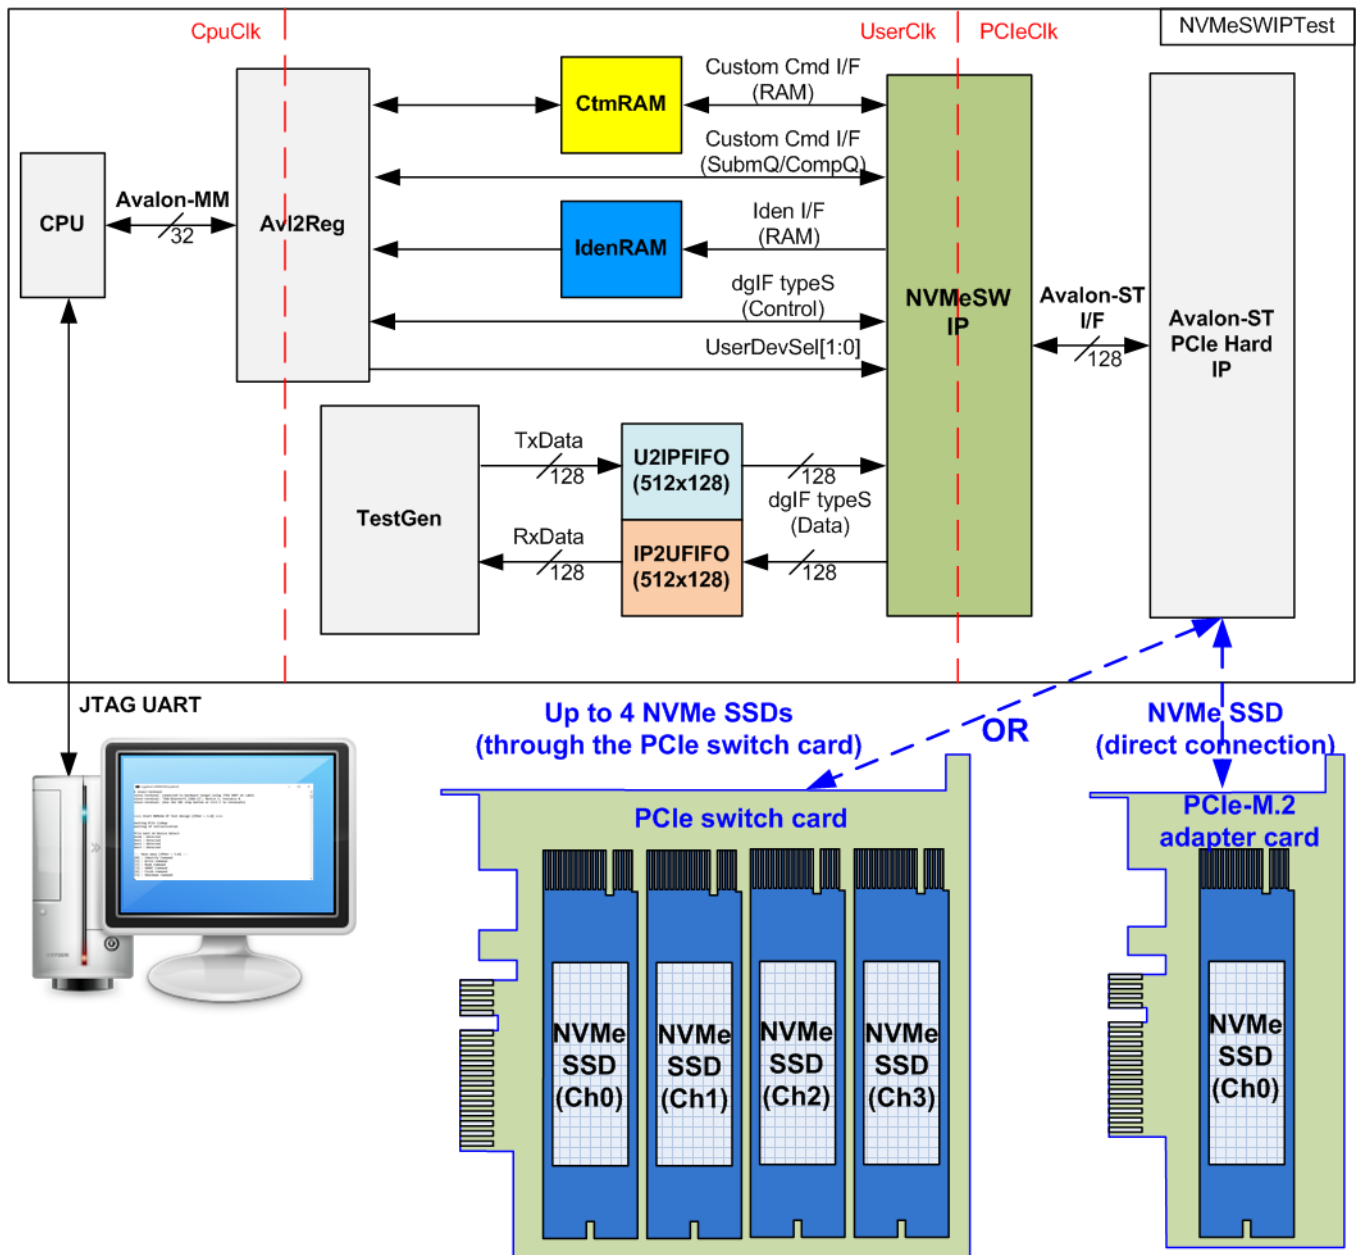 CpuClk
UserClk
PCIeClk
NVMeSWIPTest
CtmRAM
Custom Cmd I/F
(RAM)
Custom Cmd I/F
(SubmQ/CompQ)
CPU
Avalon-MM
32
Avl2Reg
IdenRAM
Iden I/F
(RAM)
dgIF typeS
(Control)
UserDevSel[1:0]
NVMeSW
IP
Avalon-ST
I/F
128
Avalon-ST
PCIe Hard
IP
TestGen
TxData
128
U2IPFIFO
(512x128)
128
dgIF typeS
(Data)
RxData
128
IP2UFIFO
(512x128)
128
JTAG UART
Up to 4 NVMe SSDs
(through the PCIe switch card)
OR
NVMe SSD
(direct connection)
PCIe switch card
PCIe-M.2
adapter card
NVMe
SSD
(Ch0)
NVMe
SSD
(Ch1)
NVMe
SSD
(Ch2)
NVMe
SSD
(Ch3)
NVMe
SSD
(Ch0)